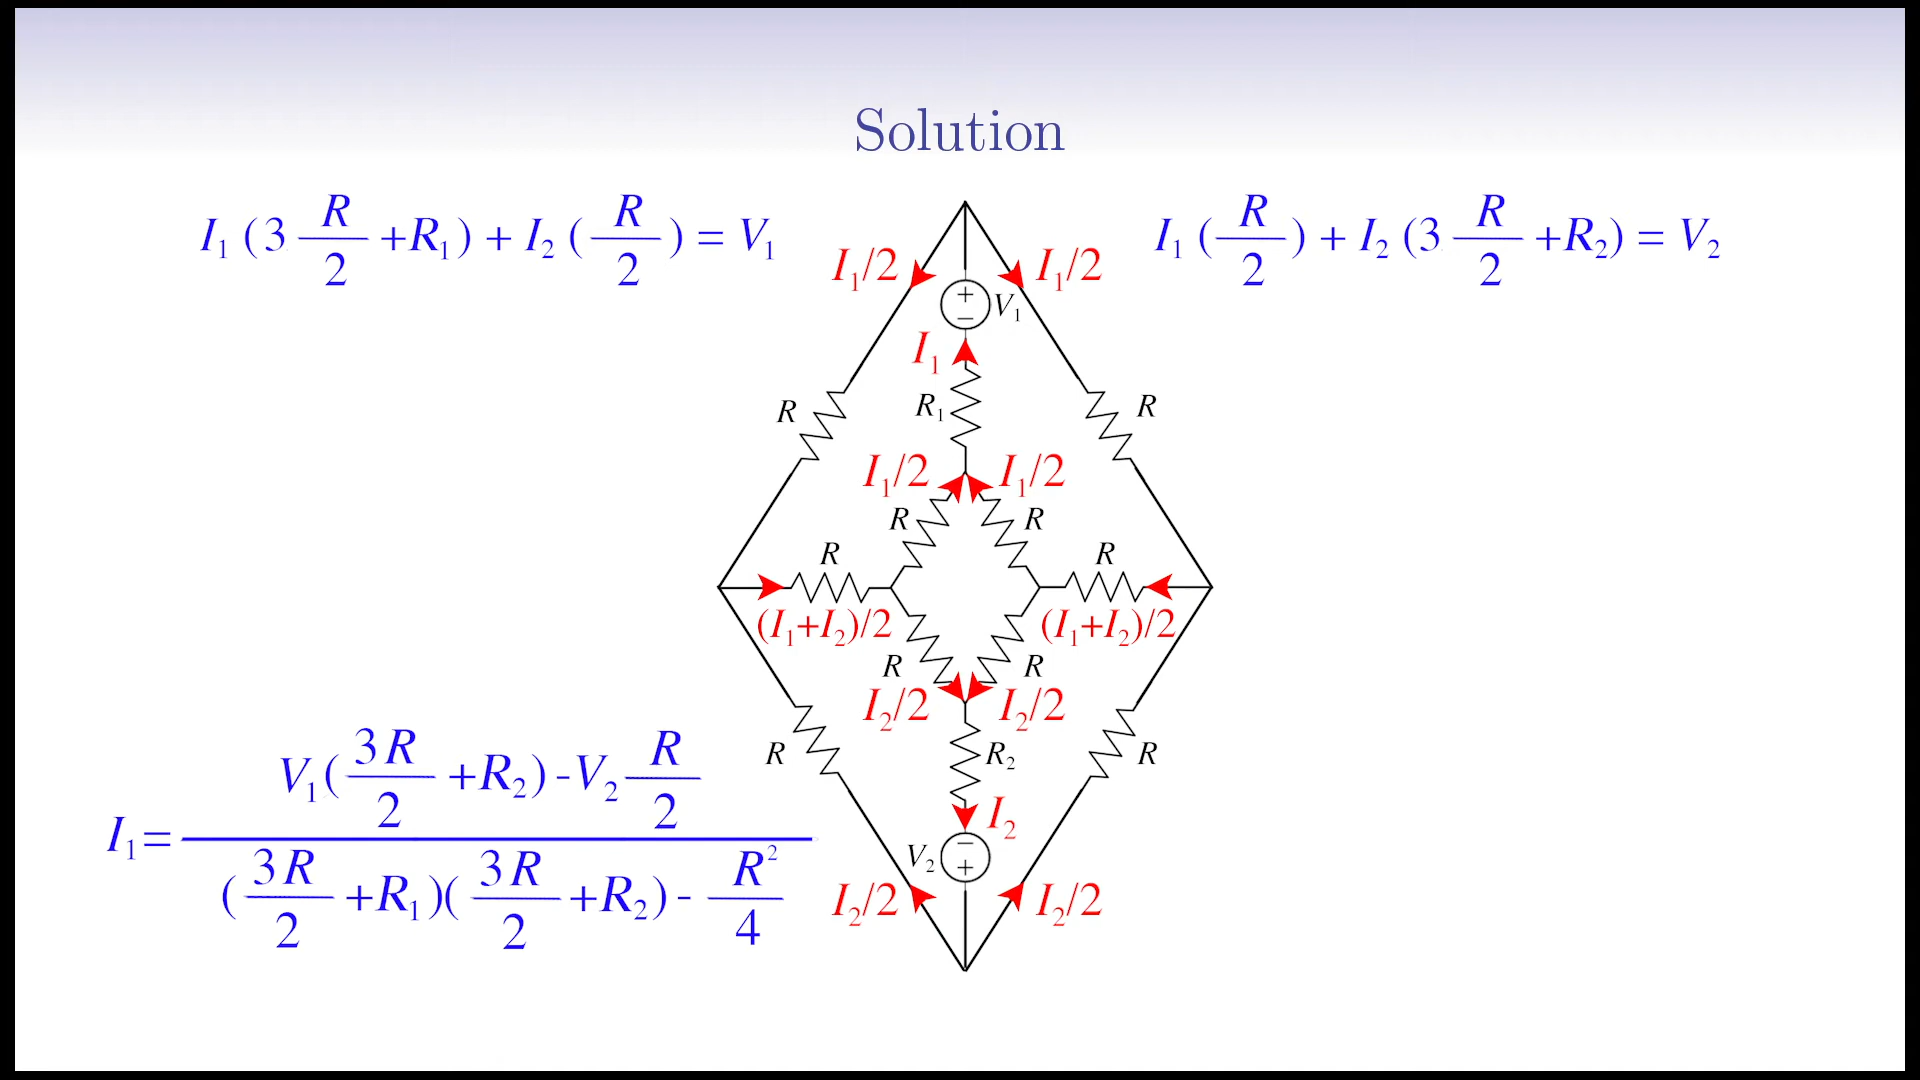 Solution
I₁ (3 R/2 +R₁) + I₂ (R/2) = V₁
I₁ (R/2) + I₂ (3 R/2 +R₂) = V₂
I₁/2
I₁/2
V₁
I₁
R
R₁
R
I₁/2
I₁/2
R
R
R
R
(I₁+I₂)/2
(I₁+I₂)/2
R
R
I₂/2
I₂/2
R
R₂
R
I₂
V₂
I₂/2
I₂/2
I₁= (V₁(3R/2 +R₂) -V₂ R/2) / ((3R/2 +R₁)(3R/2 +R₂) - R²/4)